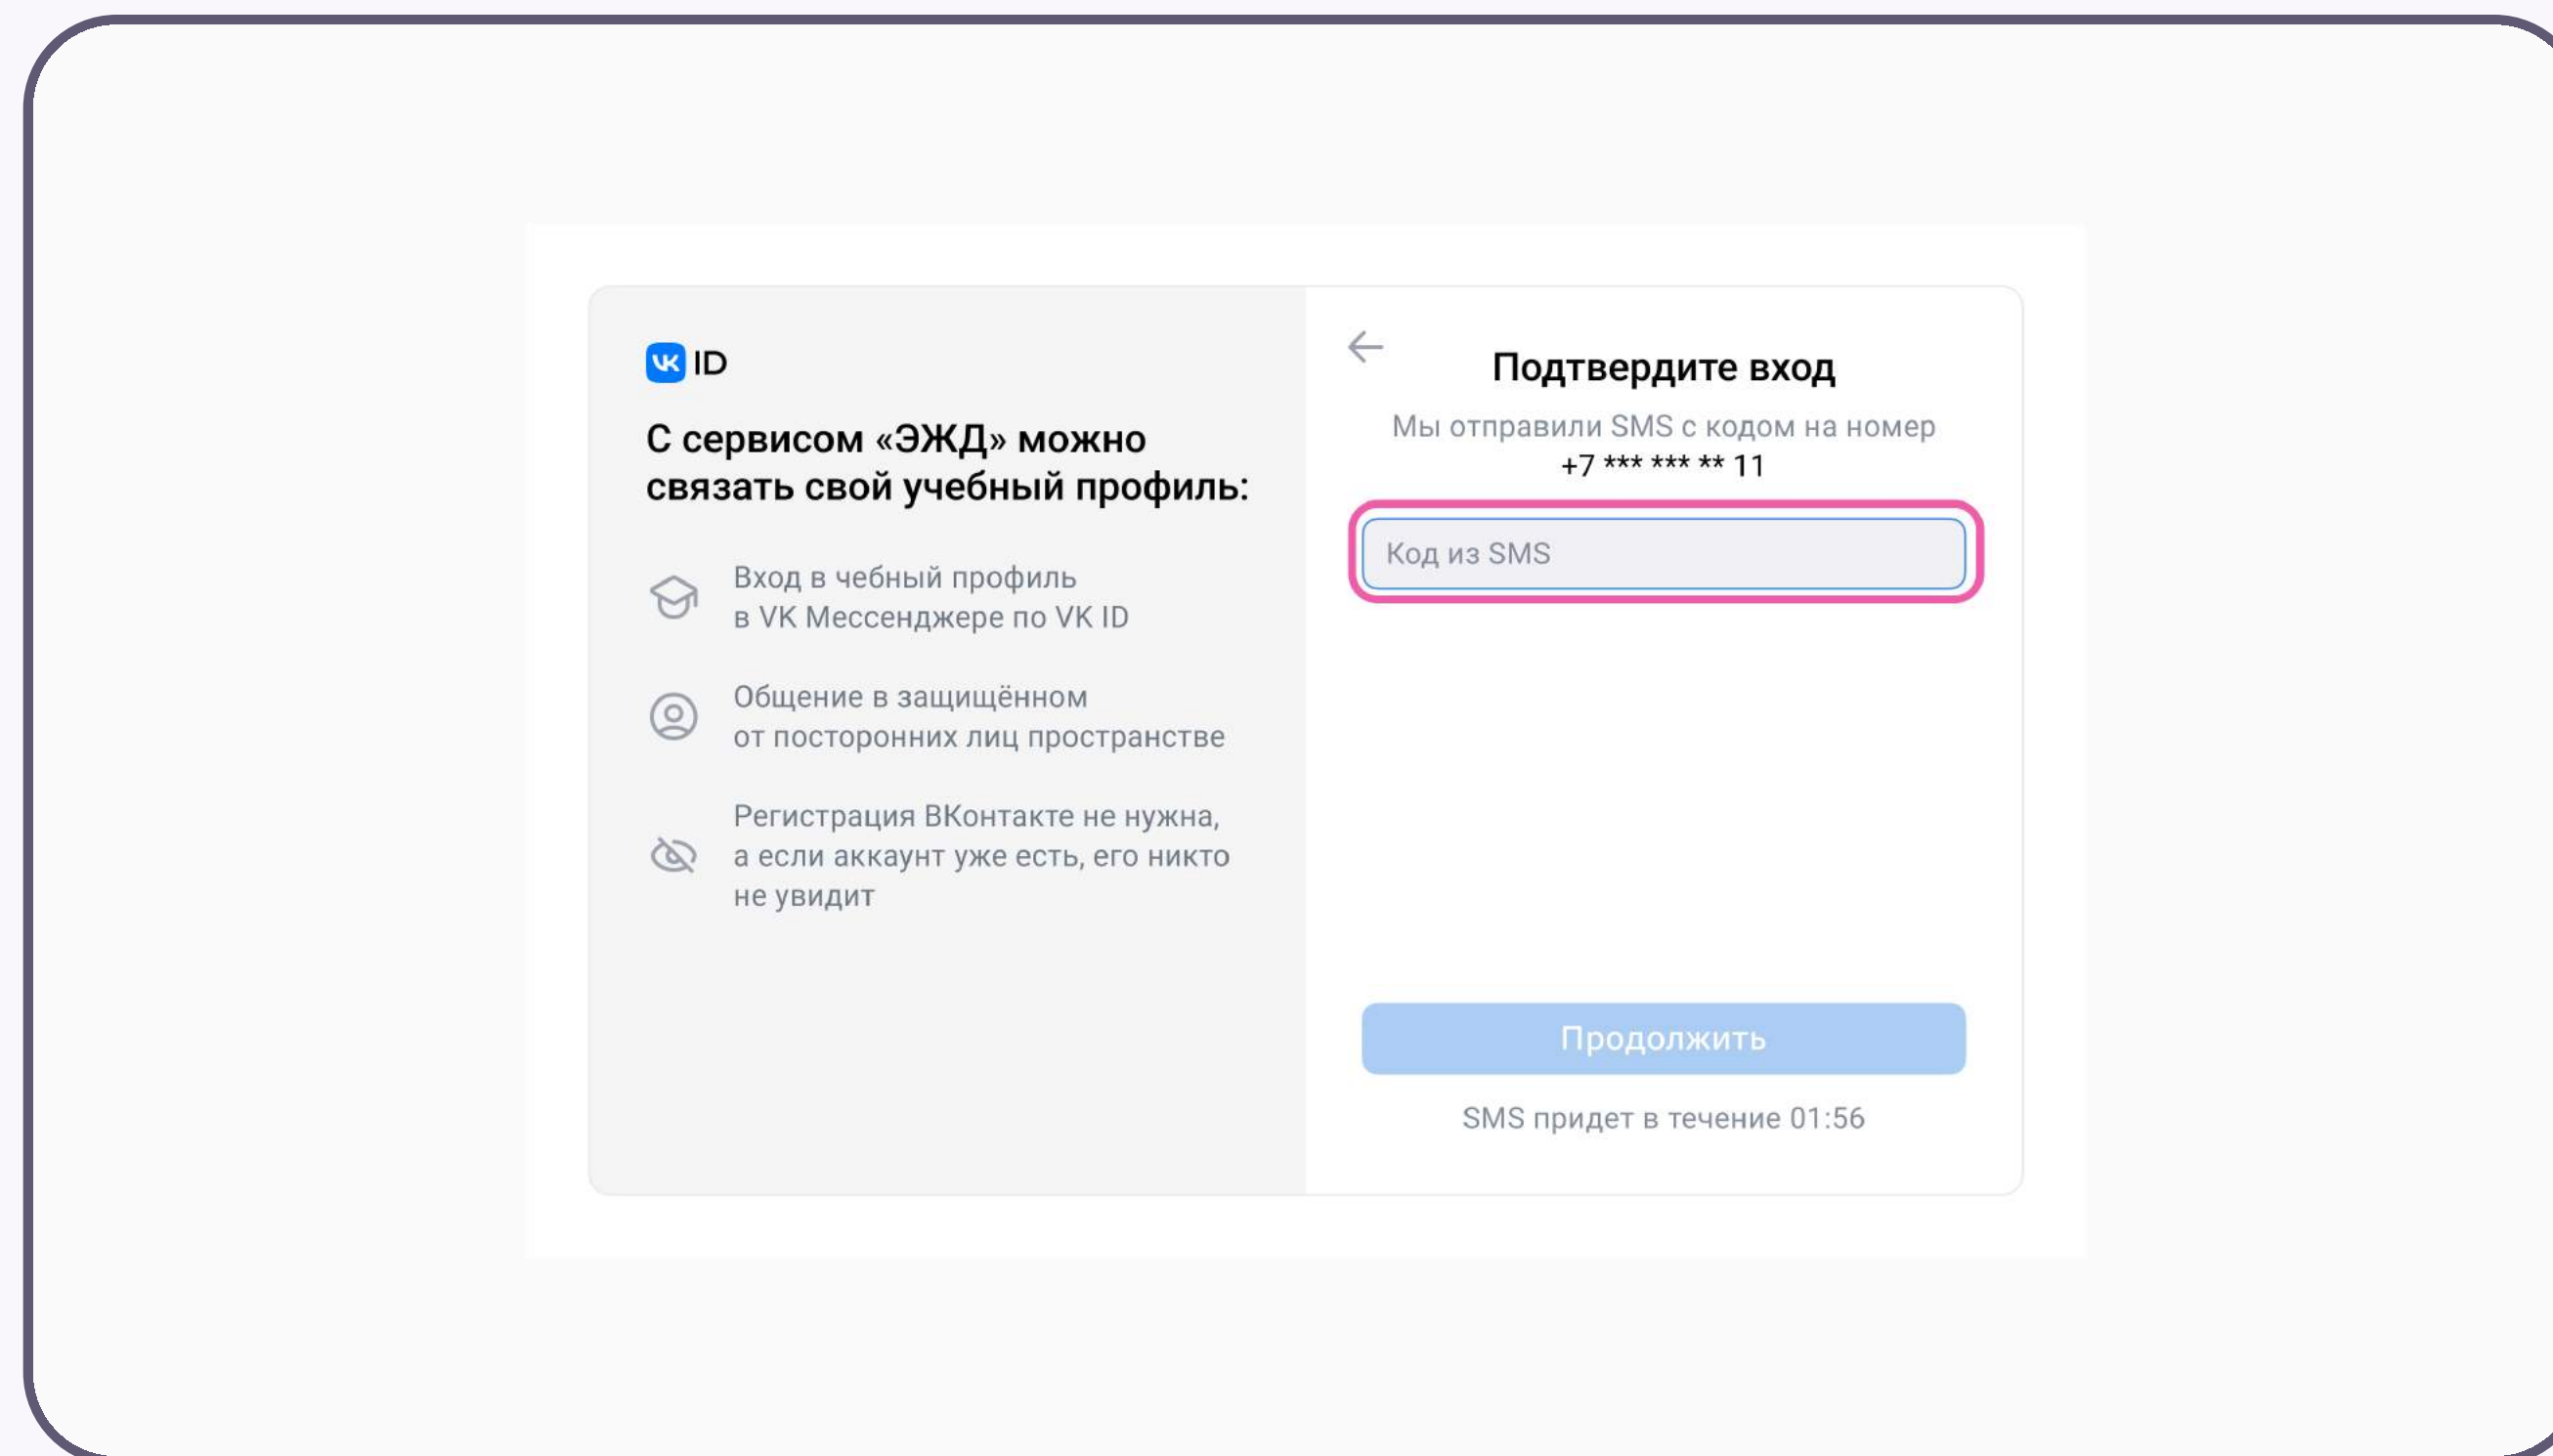 VK ID
С сервисом «ЭЖД» можно
связать свой учебный профиль:
Вход в чебный профиль
в VK Мессенджере по VK ID
Общение в защищённом
от посторонних лиц пространстве
Регистрация ВКонтакте не нужна,
а если аккаунт уже есть, его никто
не увидит
Подтвердите вход
Мы отправили SMS с кодом на номер
+7 *** *** ** 11
Код из SMS
Продолжить
SMS придет в течение 01:56